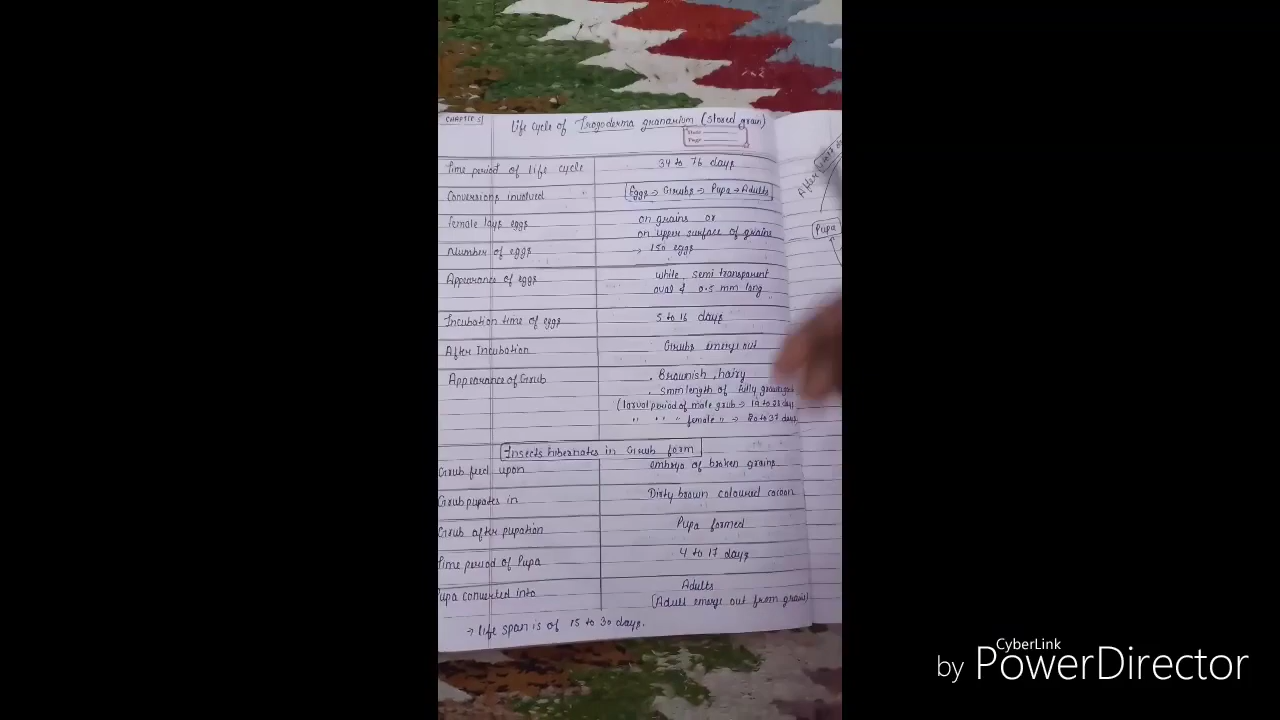 CHAPTER 5
Life cycle of Trogoderma granarium (Stored grain)
Date
Page
Time period of life cycle
34 to 76 days
Conversions involved
Eggs → Grubs → Pupa → Adults
Female lays eggs
on grains or
on upper surface of grains
Number of eggs
→ 150 eggs
Appearance of eggs
white, semi transparent
oval & 0.5 mm long
Incubation time of eggs
5 to 16 days
After Incubation
Grubs emerge out
Appearance of Grub
. Brownish, hairy
. 5mm length of fully grown
(larval period of male grub →
" " " female " → 20 to 37 days
Insects hibernates in Grub form
Grub feed upon
embryo of broken grains
Grub pupates in
Dirty brown coloured cocoon
Grub after pupation
Pupa formed
Time period of Pupa
4 to 17 days
Pupa converted into
Adults
(Adult emerge out from grains)
→ life span is of 15 to 30 days.
After
Pupa
CyberLink
by PowerDirector